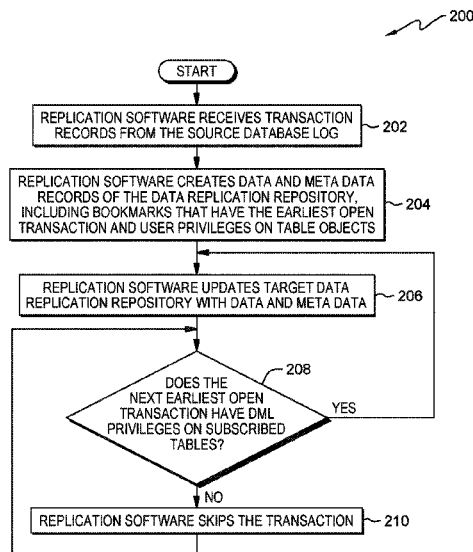 200
START
REPLICATION SOFTWARE RECEIVES TRANSACTION
RECORDS FROM THE SOURCE DATABASE LOG
202
REPLICATION SOFTWARE CREATES DATA AND META DATA
RECORDS OF THE DATA REPLICATION REPOSITORY,
INCLUDING BOOKMARKS THAT HAVE THE EARLIEST OPEN
TRANSACTION AND USER PRIVILEGES ON TABLE OBJECTS
204
REPLICATION SOFTWARE UPDATES TARGET DATA
REPLICATION REPOSITORY WITH DATA AND META DATA
206
208
DOES THE
NEXT EARLIEST OPEN
TRANSACTION HAVE DML
PRIVILEGES ON SUBSCRIBED
TABLES?
YES
NO
REPLICATION SOFTWARE SKIPS THE TRANSACTION
210